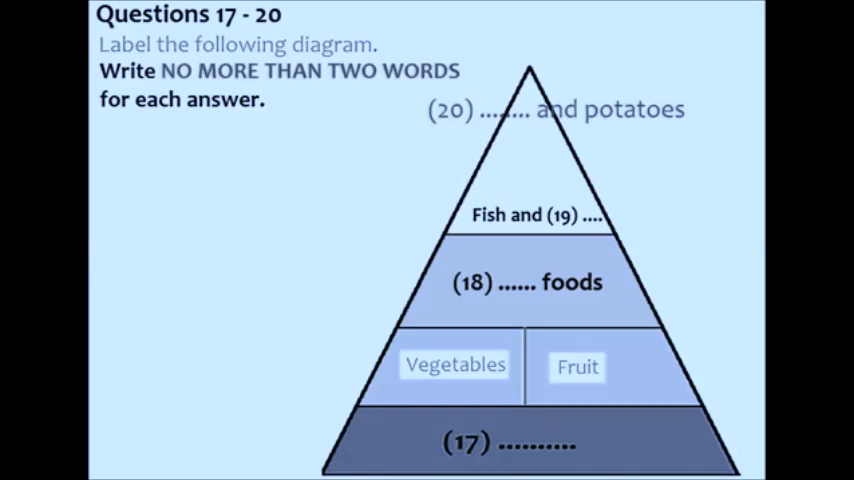 Questions 17 - 20
Label the following diagram.
Write NO MORE THAN TWO WORDS
for each answer.
(20) ........ and potatoes
Fish and (19) ....
(18) ...... foods
Vegetables
Fruit
(17) ..........